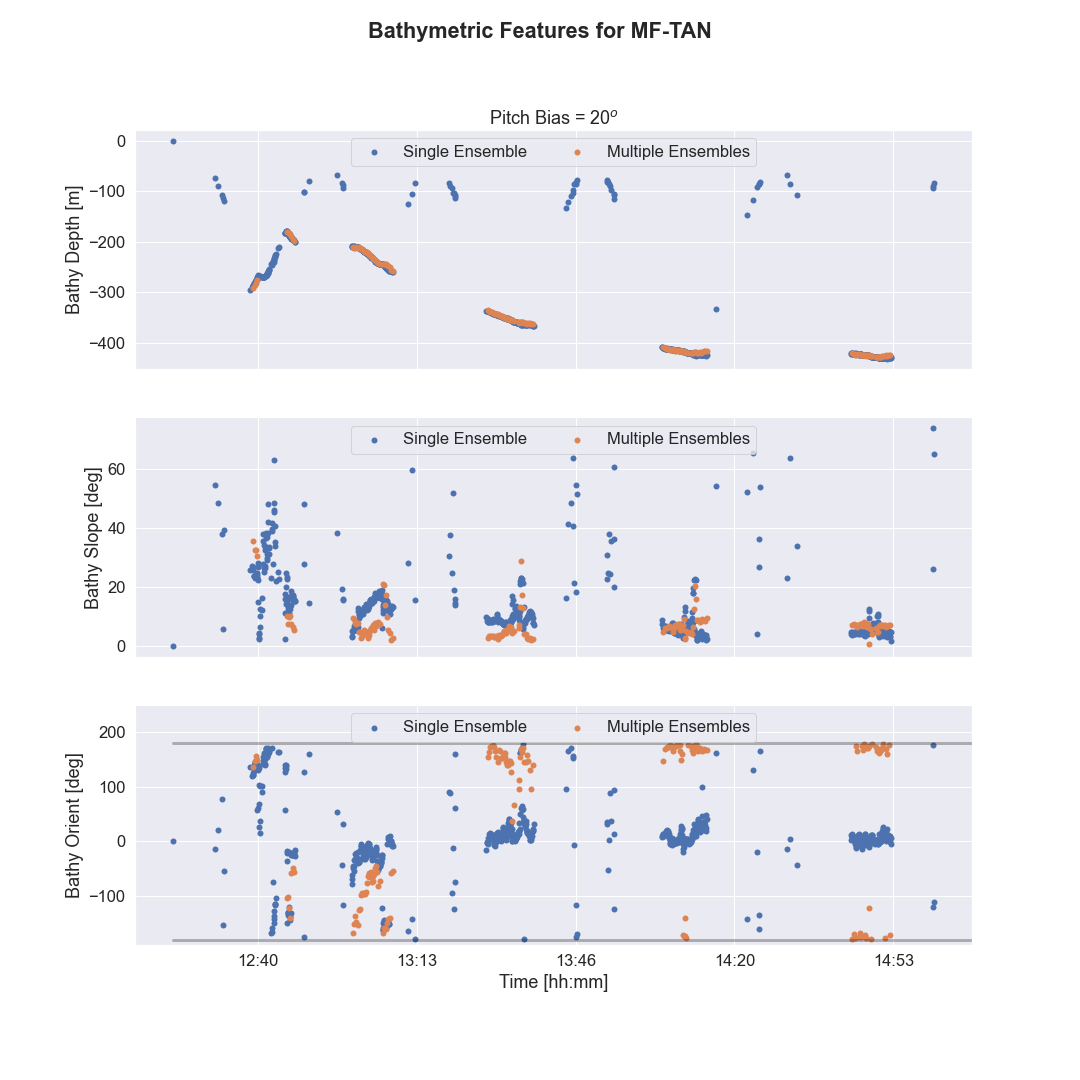 Bathymetric Features for MF-TAN
Pitch Bias = 20°
Single Ensemble Multiple Ensembles
0
−100
−200
−300
−400
Bathy Depth [m]
Single Ensemble Multiple Ensembles
60
40
20
0
Bathy Slope [deg]
Single Ensemble Multiple Ensembles
200
100
0
−100
Bathy Orient [deg]
12:40 13:13 13:46 14:20 14:53
Time [hh:mm]